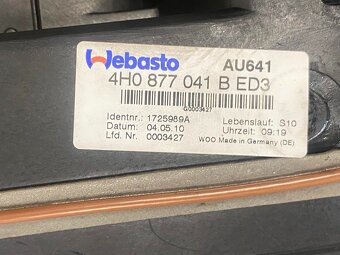 Webasto AU641
4H0 877 041 B ED3
G0003427
Identnr.: 1725989A Lebenslauf: S10
Datum: 04.05.10 Uhrzeit: 09:19
Lfd. Nr. 0003427 WOO Made in Germany (DE)